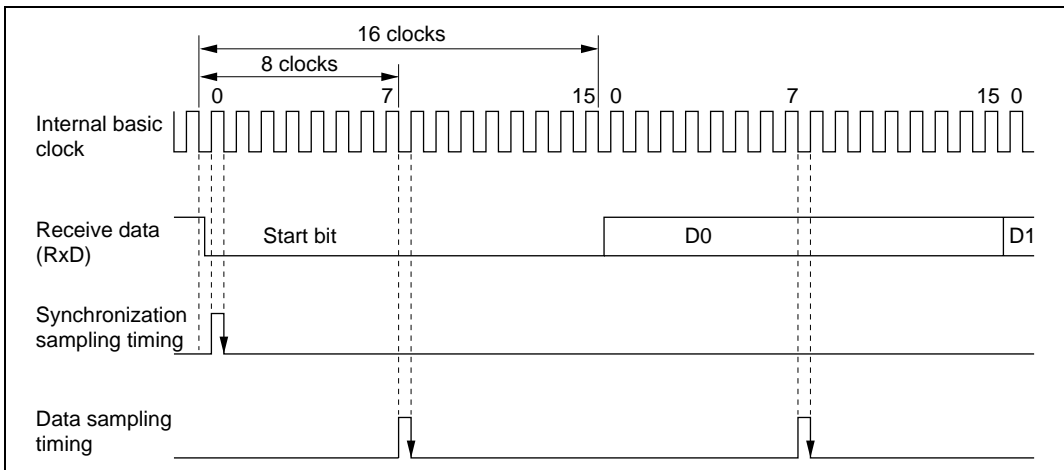 16 clocks
8 clocks
0 7 15 0 7 15 0
Internal basic
clock
Receive data
(RxD)
Start bit D0 D1
Synchronization
sampling timing
Data sampling
timing